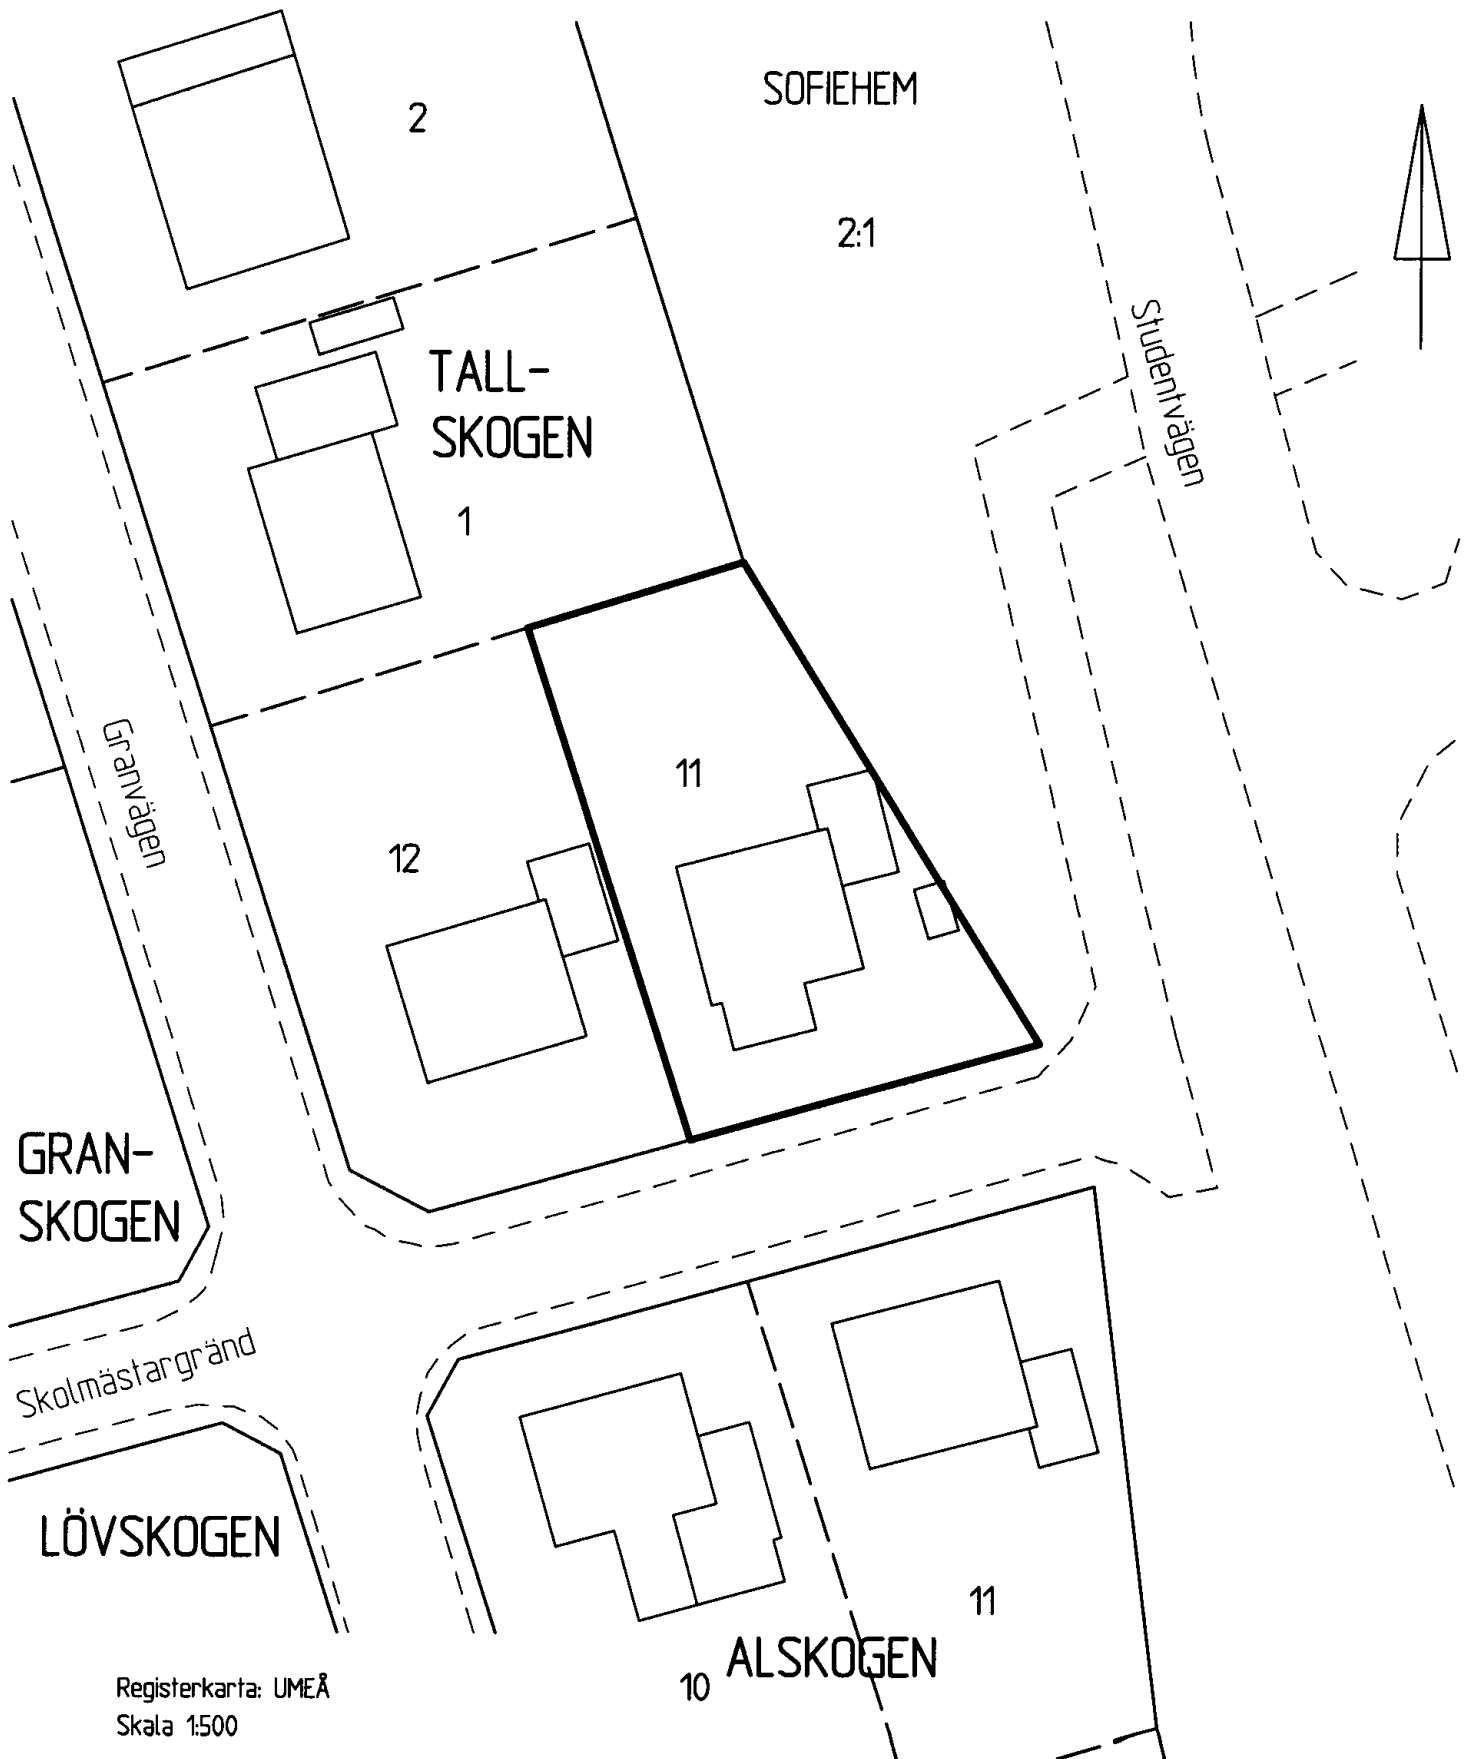 SOFIEHEM
2
2:1
Studentvägen
TALL-
SKOGEN
1
Granvägen
11
12
GRAN-
SKOGEN
Skolmästargränd
LÖVSKOGEN
11
ALSKOGEN
10
Registerkarta: UMEÅ
Skala 1:500